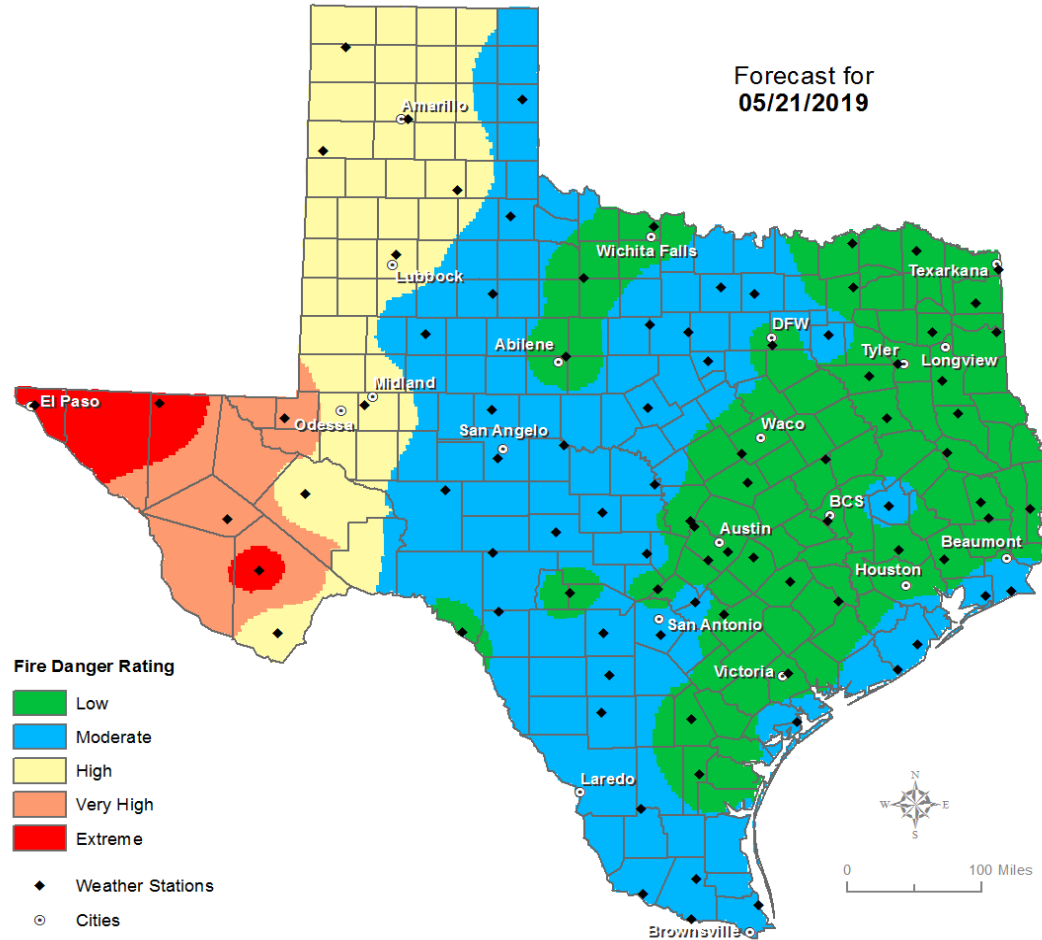 Forecast for
05/21/2019
Amarillo
Wichita Falls
Lubbock
Texarkana
DFW
Abilene
Tyler
Longview
El Paso
Midland
Odessa
San Angelo
Waco
BCS
Austin
Beaumont
Houston
San Antonio
Victoria
Laredo
Brownsville
Fire Danger Rating
Low
Moderate
High
Very High
Extreme
Weather Stations
Cities
N
W
E
S
0
100 Miles